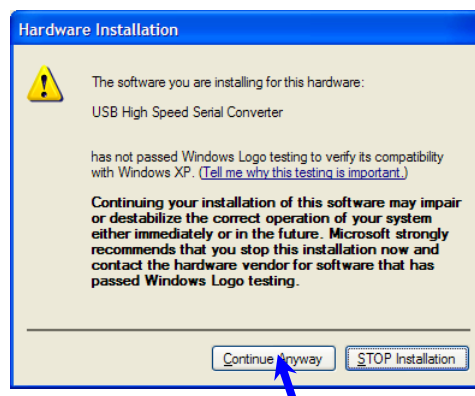 Hardware Installation
The software you are installing for this hardware:
USB High Speed Serial Converter
has not passed Windows Logo testing to verify its compatibility
with Windows XP. (Tell me why this testing is important.)
Continuing your installation of this software may impair
or destabilize the correct operation of your system
either immediately or in the future. Microsoft strongly
recommends that you stop this installation now and
contact the hardware vendor for software that has
passed Windows Logo testing.
Continue Anyway STOP Installation